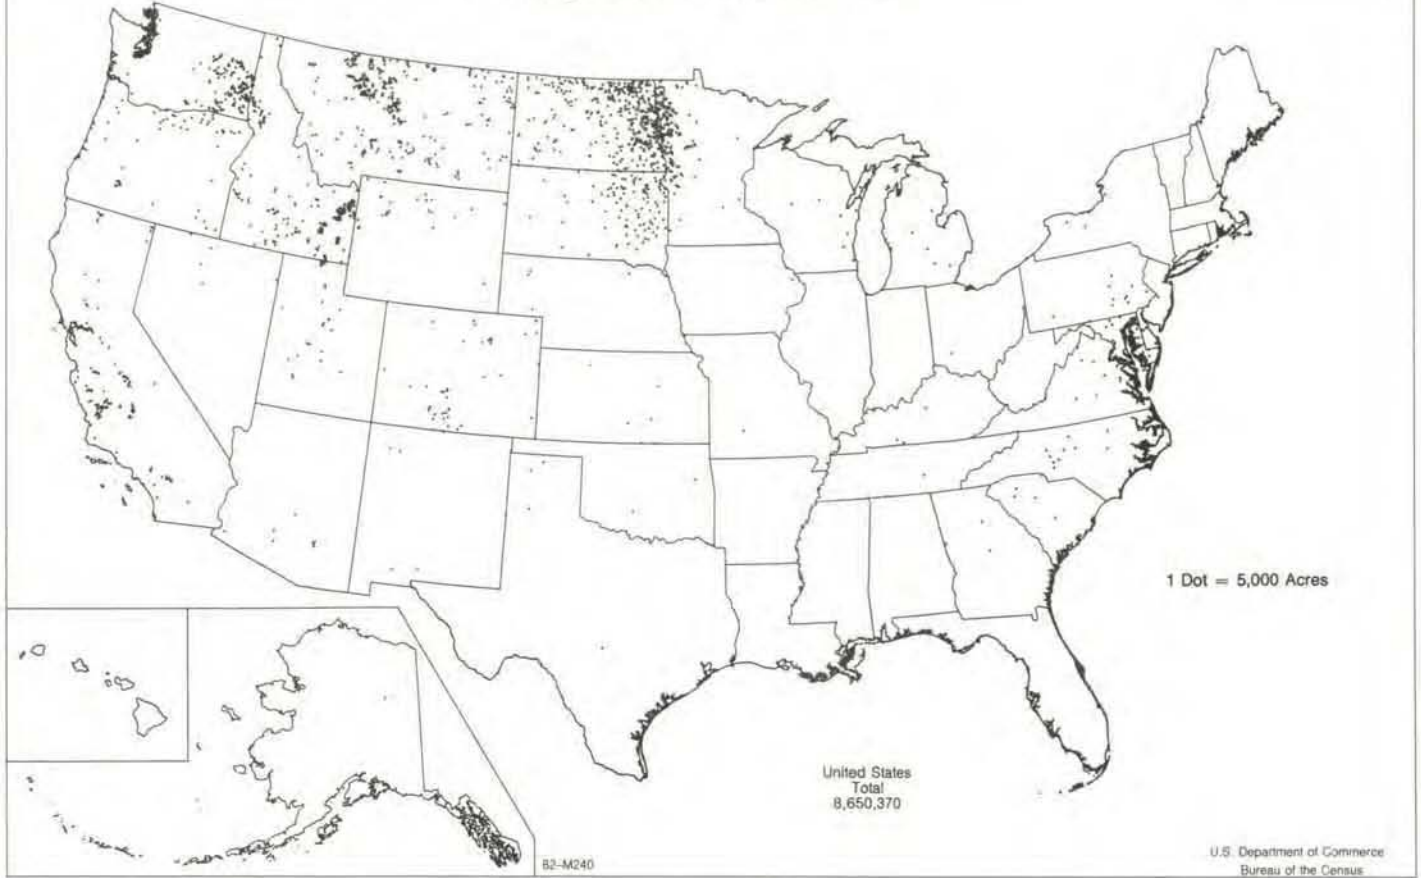 1 Dot = 5,000 Acres
United States
Total
8,650,370
82-M240
U.S. Department of Commerce
Bureau of the Census